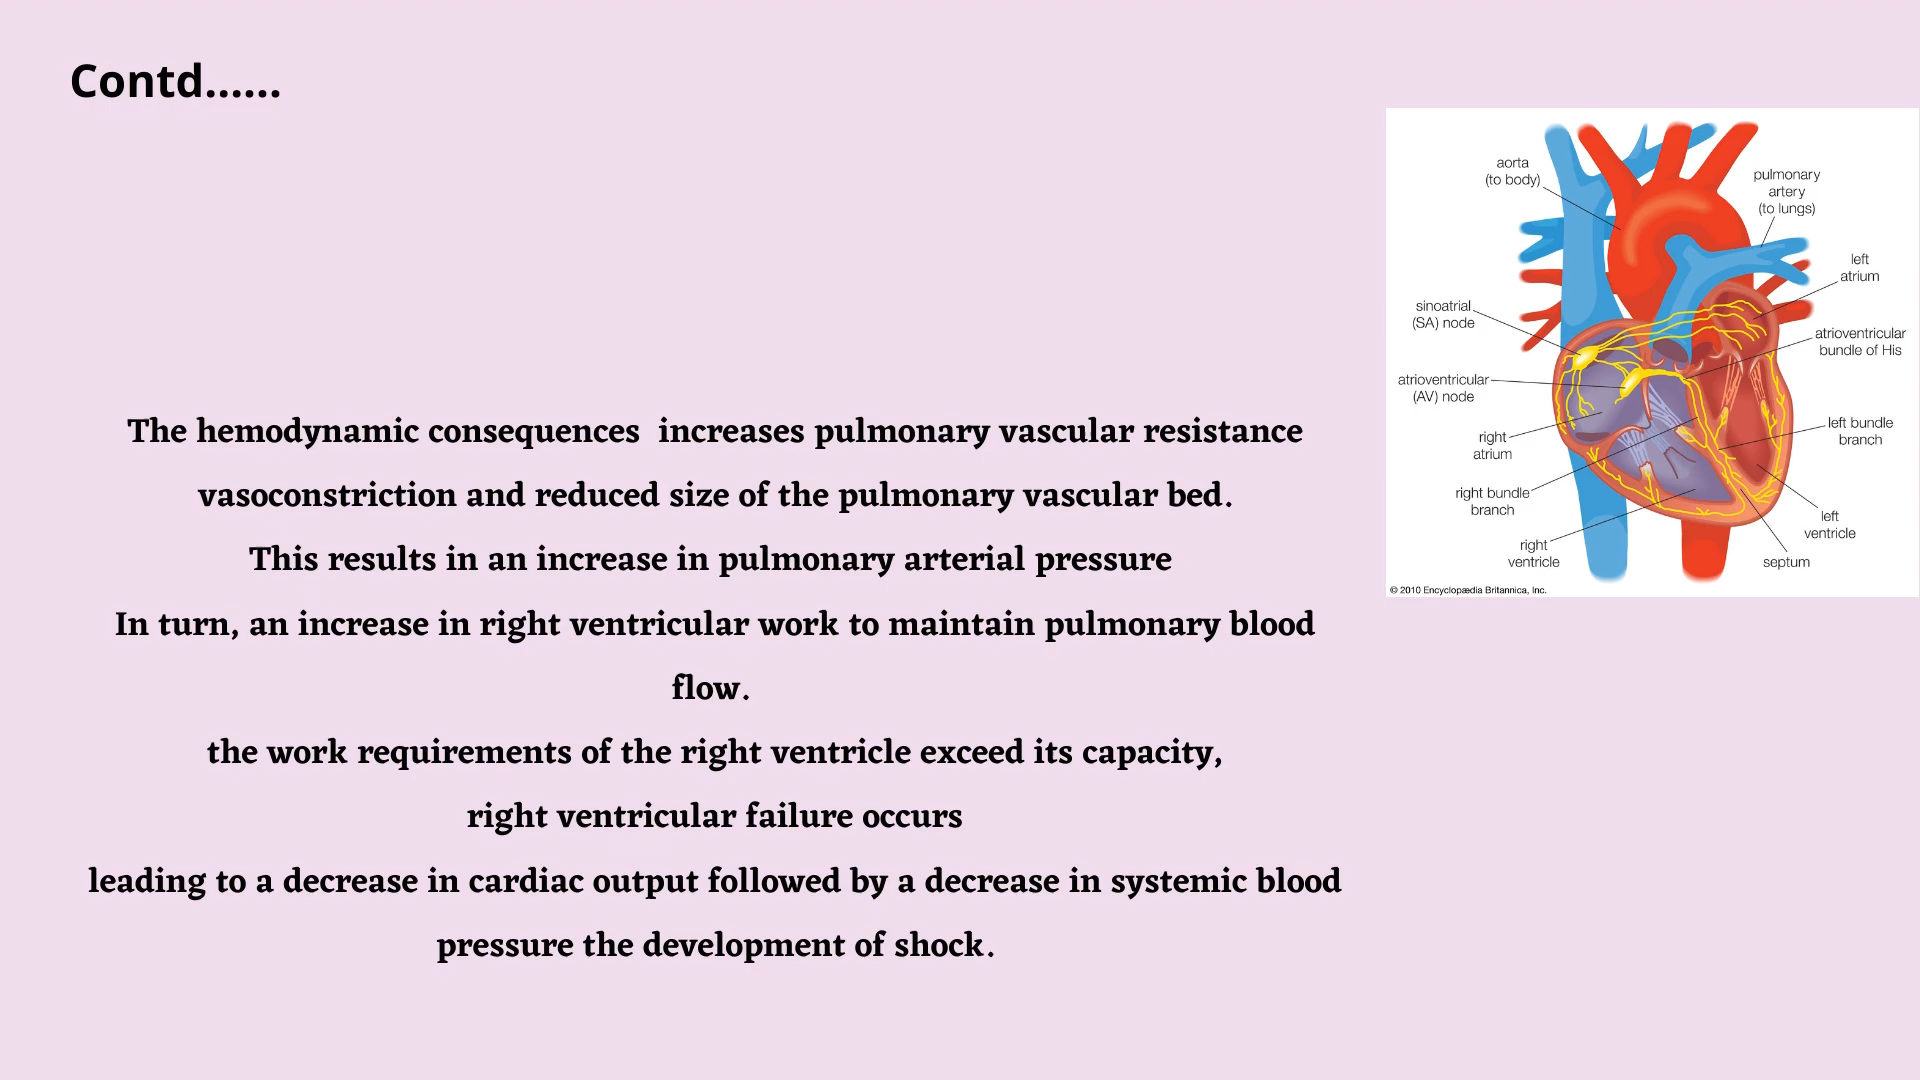 Contd......
The hemodynamic consequences  increases pulmonary vascular resistance
vasoconstriction and reduced size of the pulmonary vascular bed.
This results in an increase in pulmonary arterial pressure
In turn, an increase in right ventricular work to maintain pulmonary blood
flow.
the work requirements of the right ventricle exceed its capacity,
right ventricular failure occurs
leading to a decrease in cardiac output followed by a decrease in systemic blood
pressure the development of shock.
aorta
(to body)
pulmonary
artery
(to lungs)
left
atrium
sinoatrial
(SA) node
atrioventricular
bundle of His
atrioventricular
(AV) node
left bundle
branch
right
atrium
right bundle
branch
left
ventricle
right
ventricle
septum
© 2010 Encyclopædia Britannica, Inc.